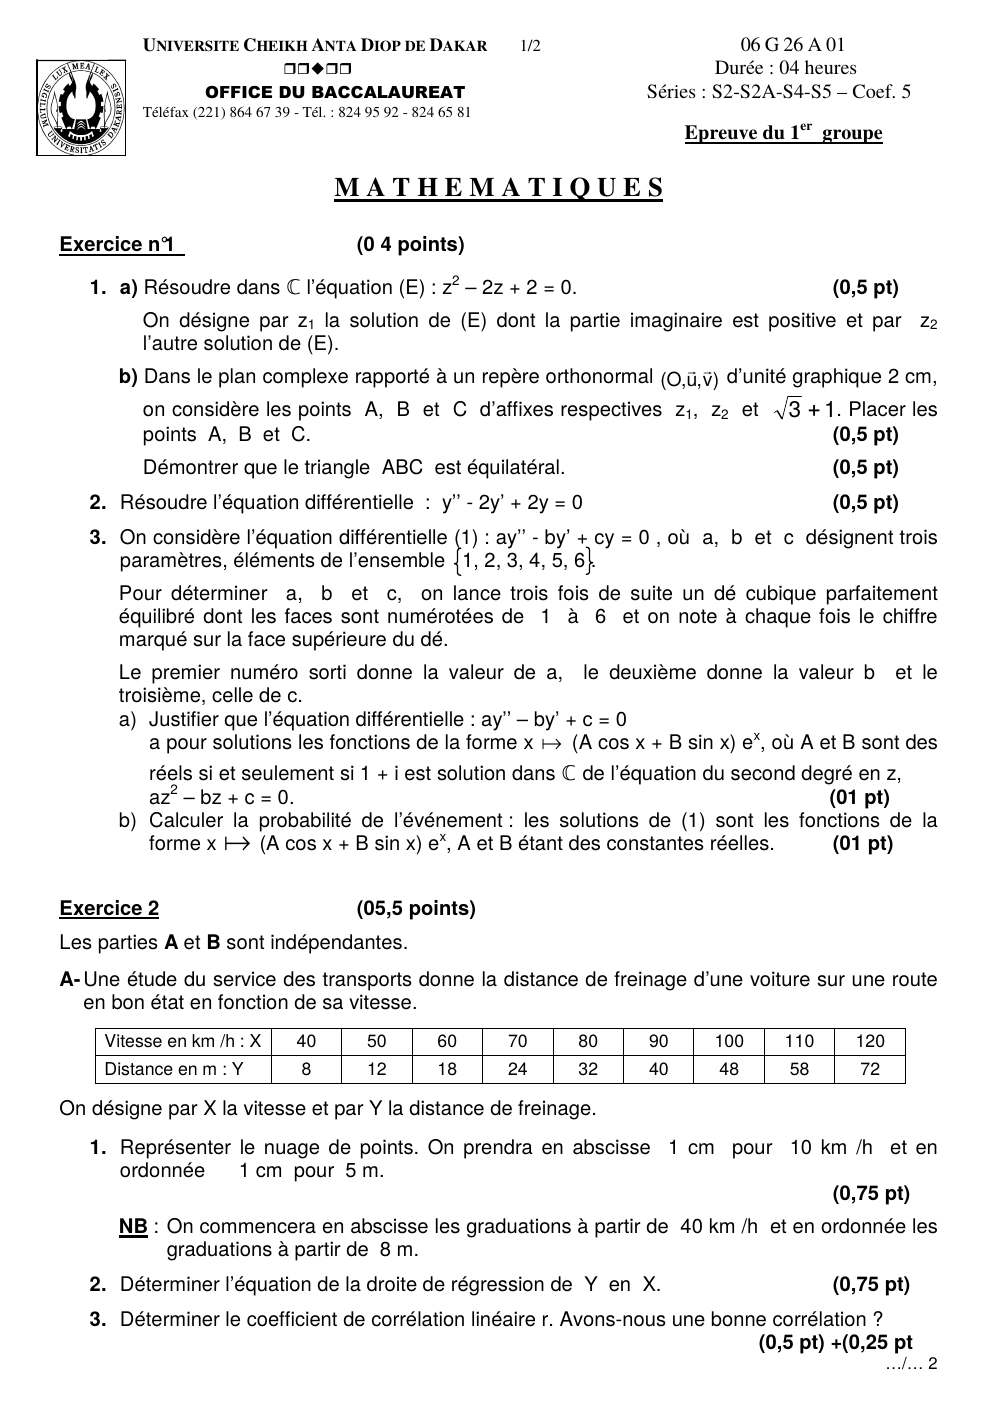 UNIVERSITE CHEIKH ANTA DIOP DE DAKAR 1/2 06 G 26 A 01
Durée : 04 heures
OFFICE DU BACCALAUREAT Séries : S2-S2A-S4-S5 – Coef. 5
Téléfax (221) 864 67 39 - Tél. : 824 95 92 - 824 65 81
Epreuve du 1er groupe
SIGILLUM UNIVERSITATIS DAKARENSIS
LUX MEA LEX
M A T H E M A T I Q U E S
Exercice n°1 (0 4 points)
1. a) Résoudre dans ℂ l’équation (E) : z² – 2z + 2 = 0. (0,5 pt)
On désigne par z₁ la solution de (E) dont la partie imaginaire est positive et par z₂
l’autre solution de (E).
b) Dans le plan complexe rapporté à un repère orthonormal (O,u⃗,v⃗) d’unité graphique 2 cm,
on considère les points A, B et C d’affixes respectives z₁, z₂ et √3 + 1. Placer les
points A, B et C. (0,5 pt)
Démontrer que le triangle ABC est équilatéral. (0,5 pt)
2. Résoudre l’équation différentielle : y’’ - 2y’ + 2y = 0 (0,5 pt)
3. On considère l’équation différentielle (1) : ay’’ - by’ + cy = 0 , où a, b et c désignent trois
paramètres, éléments de l’ensemble {1, 2, 3, 4, 5, 6}.
Pour déterminer a, b et c, on lance trois fois de suite un dé cubique parfaitement
équilibré dont les faces sont numérotées de 1 à 6 et on note à chaque fois le chiffre
marqué sur la face supérieure du dé.
Le premier numéro sorti donne la valeur de a, le deuxième donne la valeur b et le
troisième, celle de c.
a) Justifier que l’équation différentielle : ay’’ – by’ + c = 0
a pour solutions les fonctions de la forme x ↦ (A cos x + B sin x) eˣ, où A et B sont des
réels si et seulement si 1 + i est solution dans ℂ de l’équation du second degré en z,
az² – bz + c = 0. (01 pt)
b) Calculer la probabilité de l’événement : les solutions de (1) sont les fonctions de la
forme x ↦ (A cos x + B sin x) eˣ, A et B étant des constantes réelles. (01 pt)
Exercice 2 (05,5 points)
Les parties A et B sont indépendantes.
A- Une étude du service des transports donne la distance de freinage d’une voiture sur une route
en bon état en fonction de sa vitesse.
Vitesse en km /h : X 40 50 60 70 80 90 100 110 120
Distance en m : Y 8 12 18 24 32 40 48 58 72
On désigne par X la vitesse et par Y la distance de freinage.
1. Représenter le nuage de points. On prendra en abscisse 1 cm pour 10 km /h et en
ordonnée 1 cm pour 5 m.
(0,75 pt)
NB : On commencera en abscisse les graduations à partir de 40 km /h et en ordonnée les
graduations à partir de 8 m.
2. Déterminer l’équation de la droite de régression de Y en X. (0,75 pt)
3. Déterminer le coefficient de corrélation linéaire r. Avons-nous une bonne corrélation ?
(0,5 pt) +(0,25 pt
…/… 2